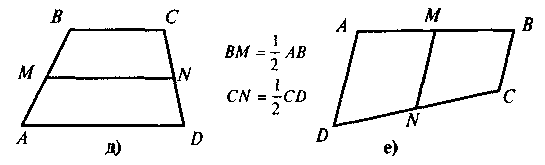 B C
M N
A D
д)
BM = 1/2 AB
CN = 1/2 CD
A M B
C
D N
е)